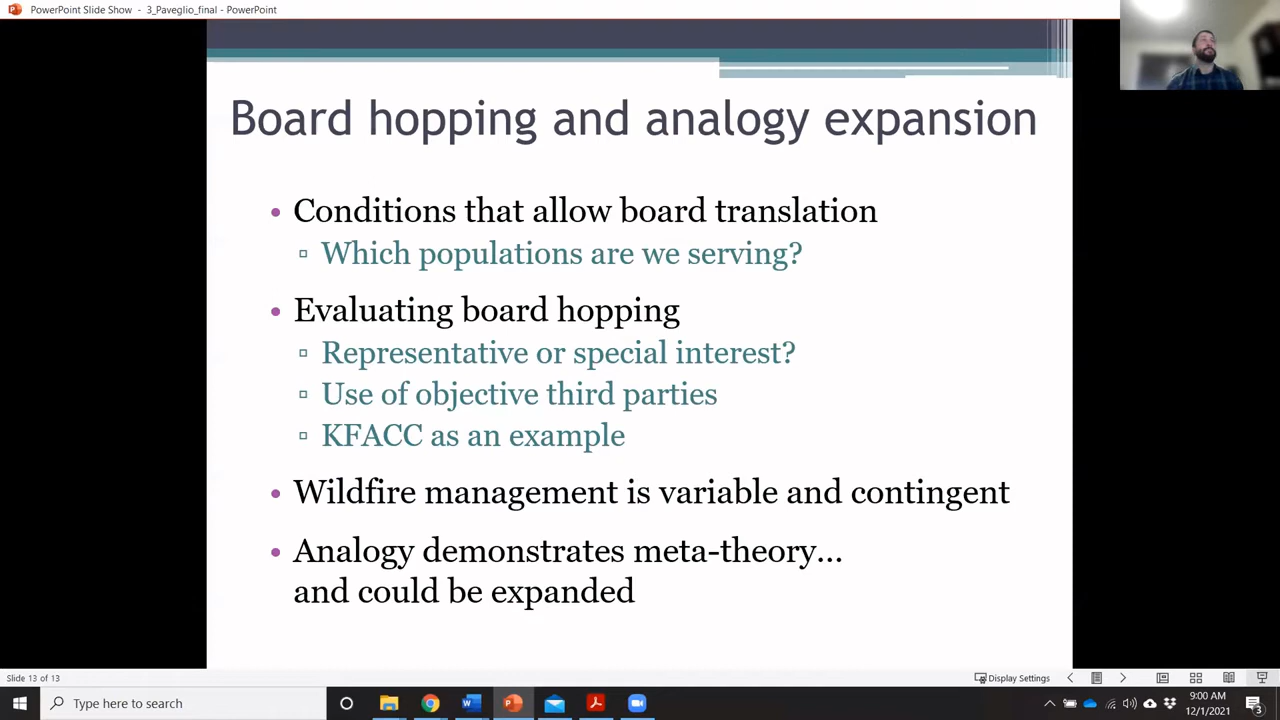 PowerPoint Slide Show - 3_Paveglio_final - PowerPoint
Board hopping and analogy expansion
• Conditions that allow board translation
▫ Which populations are we serving?
• Evaluating board hopping
▫ Representative or special interest?
▫ Use of objective third parties
▫ KFACC as an example
• Wildfire management is variable and contingent
• Analogy demonstrates meta-theory…
and could be expanded
Slide 13 of 13
Display Settings
Type here to search
9:00 AM
12/1/2021
3